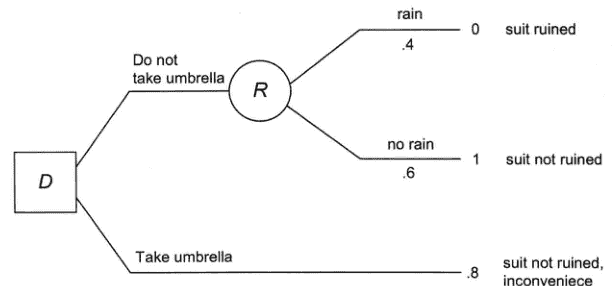 rain
0 suit ruined
.4
Do not
take umbrella
R
no rain
1 suit not ruined
.6
D
Take umbrella
.8 suit not ruined,
inconveniece